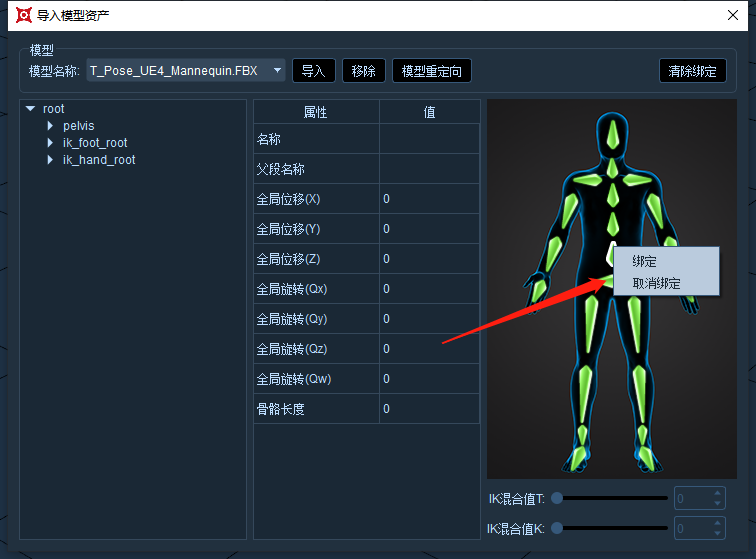 导入模型资产
模型
模型名称: T_Pose_UE4_Mannequin.FBX 导入 移除 模型重定向 清除绑定
root
pelvis
ik_foot_root
ik_hand_root
属性 值
名称
父段名称
全局位移(X) 0
全局位移(Y) 0
全局位移(Z) 0
全局旋转(Qx) 0
全局旋转(Qy) 0
全局旋转(Qz) 0
全局旋转(Qw) 0
骨骼长度 0
绑定
取消绑定
IK混合值T: 0
IK混合值K: 0